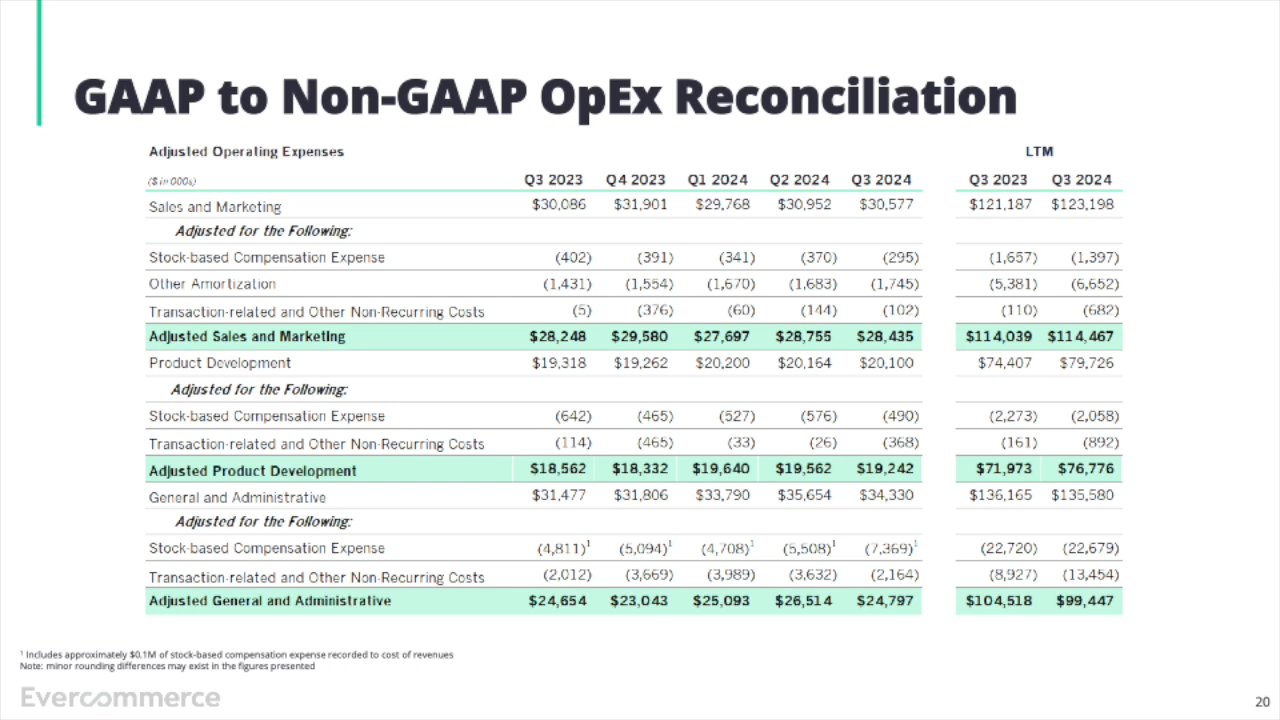 GAAP to Non-GAAP OpEx Reconciliation
Adjusted Operating Expenses LTM
($ in 000s) Q3 2023 Q4 2023 Q1 2024 Q2 2024 Q3 2024 Q3 2023 Q3 2024
Sales and Marketing $30,086 $31,901 $29,768 $30,952 $30,577 $121,187 $123,198
Adjusted for the Following:
Stock-based Compensation Expense (402) (391) (341) (370) (295) (1,657) (1,397)
Other Amortization (1,431) (1,554) (1,670) (1,683) (1,745) (5,381) (6,652)
Transaction-related and Other Non-Recurring Costs (5) (376) (60) (144) (102) (110) (682)
Adjusted Sales and Marketing $28,248 $29,580 $27,697 $28,755 $28,435 $114,039 $114,467
Product Development $19,318 $19,262 $20,200 $20,164 $20,100 $74,407 $79,726
Adjusted for the Following:
Stock-based Compensation Expense (642) (465) (527) (576) (490) (2,273) (2,058)
Transaction-related and Other Non-Recurring Costs (114) (465) (33) (26) (368) (161) (892)
Adjusted Product Development $18,562 $18,332 $19,640 $19,562 $19,242 $71,973 $76,776
General and Administrative $31,477 $31,806 $33,790 $35,654 $34,330 $136,165 $135,580
Adjusted for the Following:
Stock-based Compensation Expense (4,811)¹ (5,094)¹ (4,708)¹ (5,508)¹ (7,369)¹ (22,720) (22,679)
Transaction-related and Other Non-Recurring Costs (2,012) (3,669) (3,989) (3,632) (2,164) (8,927) (13,454)
Adjusted General and Administrative $24,654 $23,043 $25,093 $26,514 $24,797 $104,518 $99,447
¹ Includes approximately $0.1M of stock-based compensation expense recorded to cost of revenues
Note: minor rounding differences may exist in the figures presented
Evercommerce 20